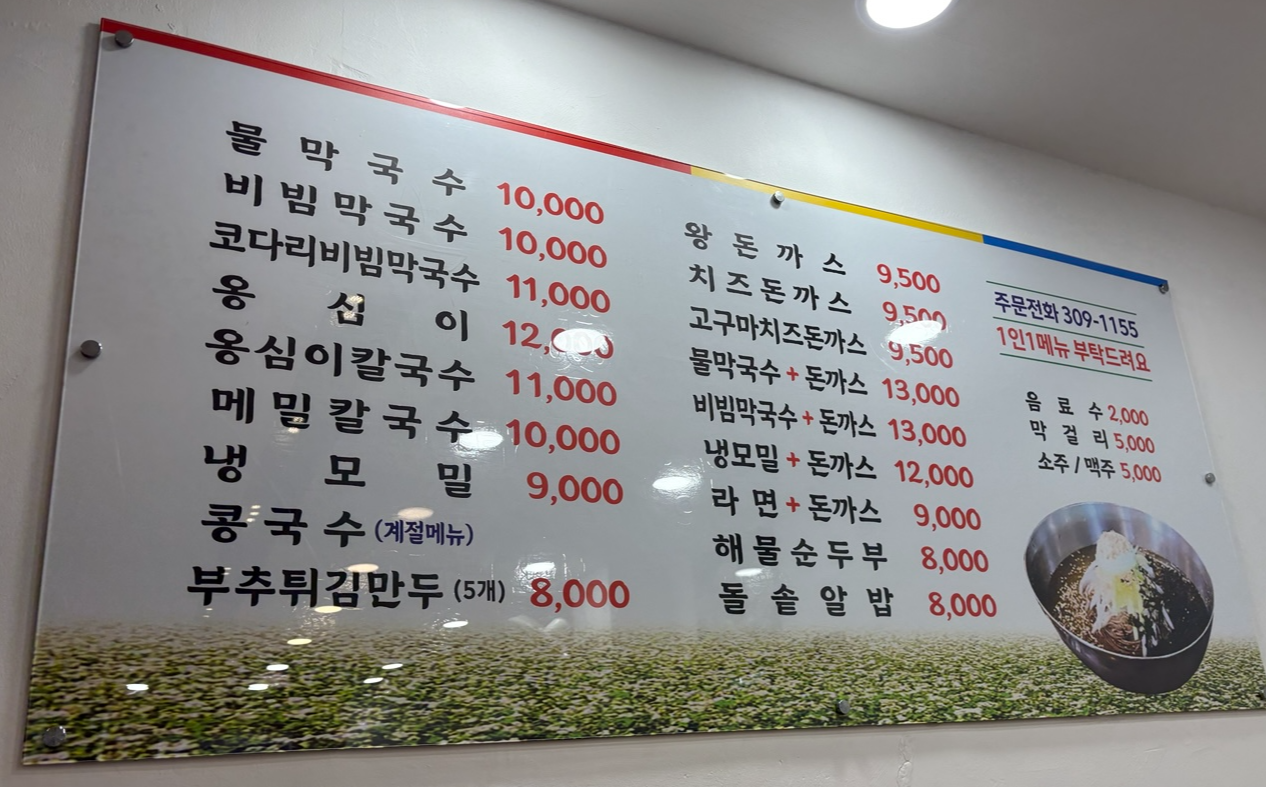 물막국수 10,000
비빔막국수 10,000
코다리비빔막국수 11,000
옹심이 12,000
옹심이칼국수 11,000
메밀칼국수 10,000
냉모밀 9,000
콩국수 (계절메뉴)
부추튀김만두 (5개) 8,000
왕돈까스 9,500
치즈돈까스 9,500
고구마치즈돈까스 9,500
물막국수+돈까스 13,000
비빔막국수+돈까스 13,000
냉모밀+돈까스 12,000
라면+돈까스 9,000
해물순두부 8,000
돌솥알밥 8,000
주문전화 309-1155
1인1메뉴 부탁드려요
음료수 2,000
막걸리 5,000
소주/맥주 5,000